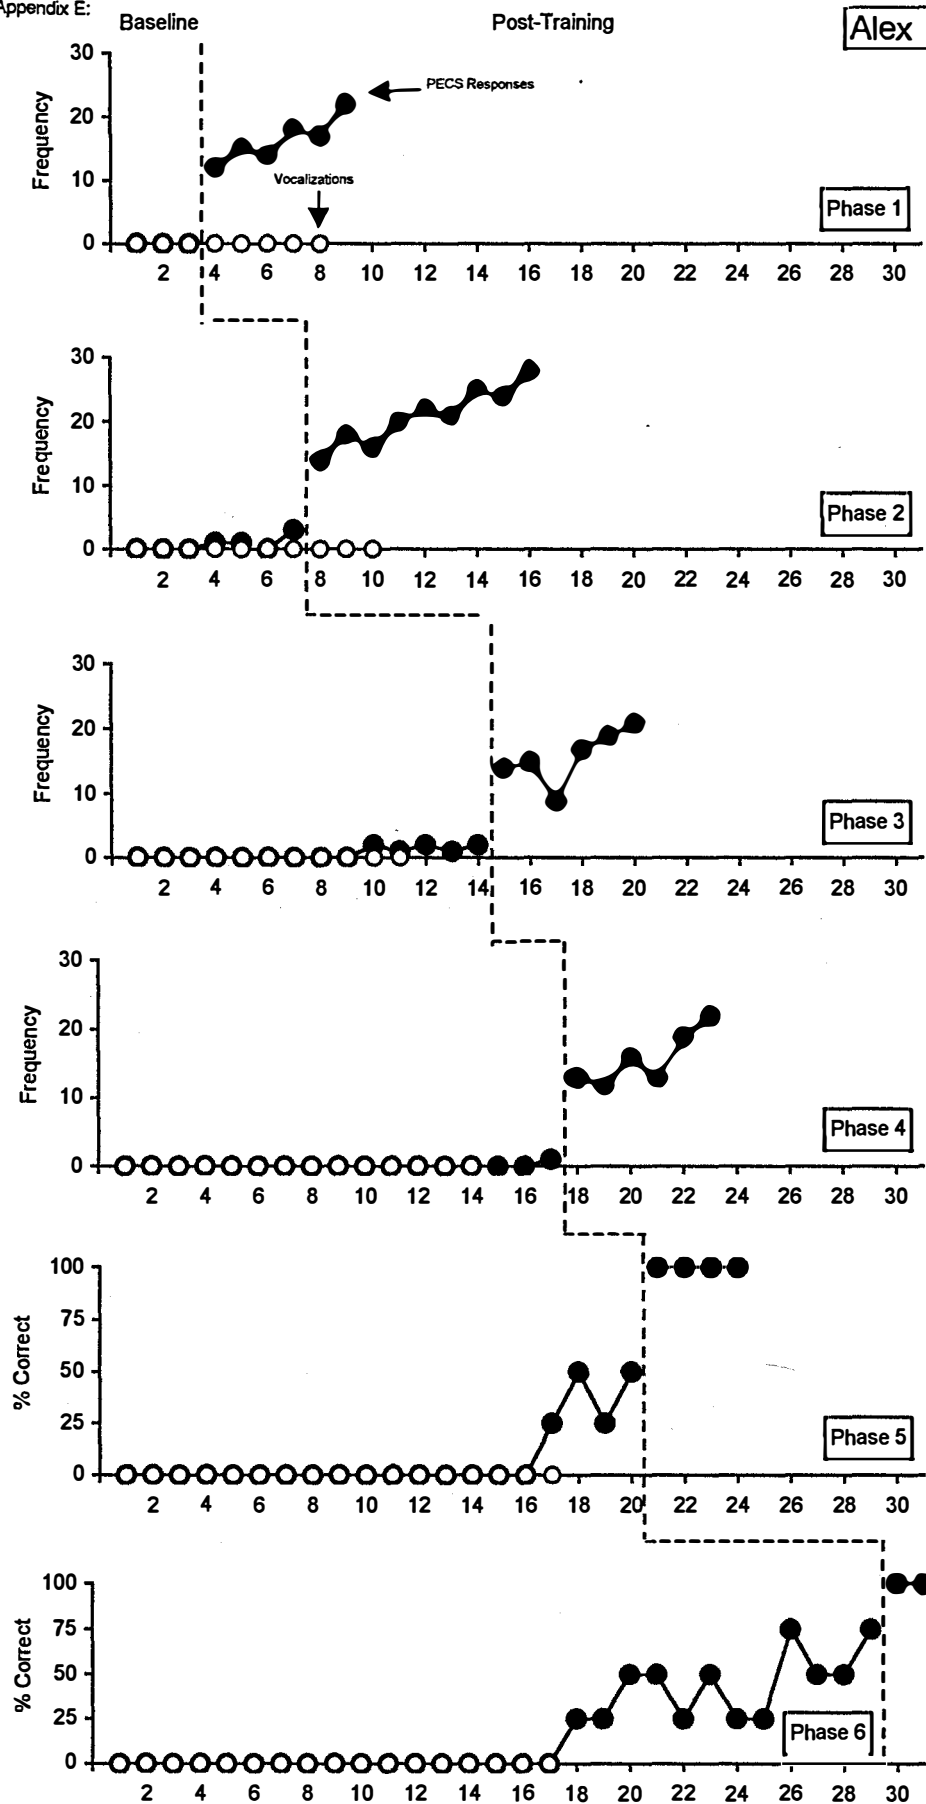 Appendix E:
Baseline
Post-Training
Alex
30
20
10
0
Frequency
PECS Responses
Vocalizations
Phase 1
2 4 6 8 10 12 14 16 18 20 22 24 26 28 30
30
20
10
0
Frequency
Phase 2
2 4 6 8 10 12 14 16 18 20 22 24 26 28 30
30
20
10
0
Frequency
Phase 3
2 4 6 8 10 12 14 16 18 20 22 24 26 28 30
30
20
10
0
Frequency
Phase 4
2 4 6 8 10 12 14 16 18 20 22 24 26 28 30
100
75
50
25
0
% Correct
Phase 5
2 4 6 8 10 12 14 16 18 20 22 24 26 28 30
100
75
50
25
0
% Correct
Phase 6
2 4 6 8 10 12 14 16 18 20 22 24 26 28 30